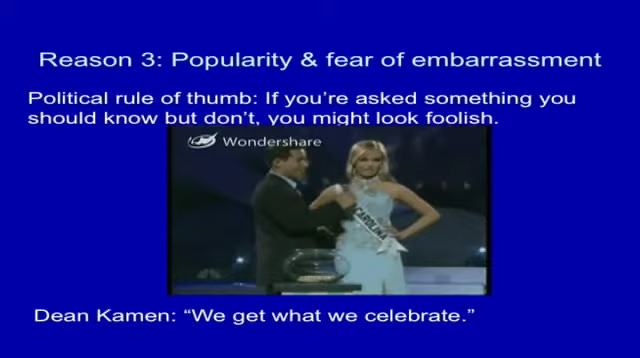 Reason 3: Popularity & fear of embarrassment
Political rule of thumb: If you’re asked something you
should know but don’t, you might look foolish.
Wondershare
CAROLINA
Dean Kamen: “We get what we celebrate.”